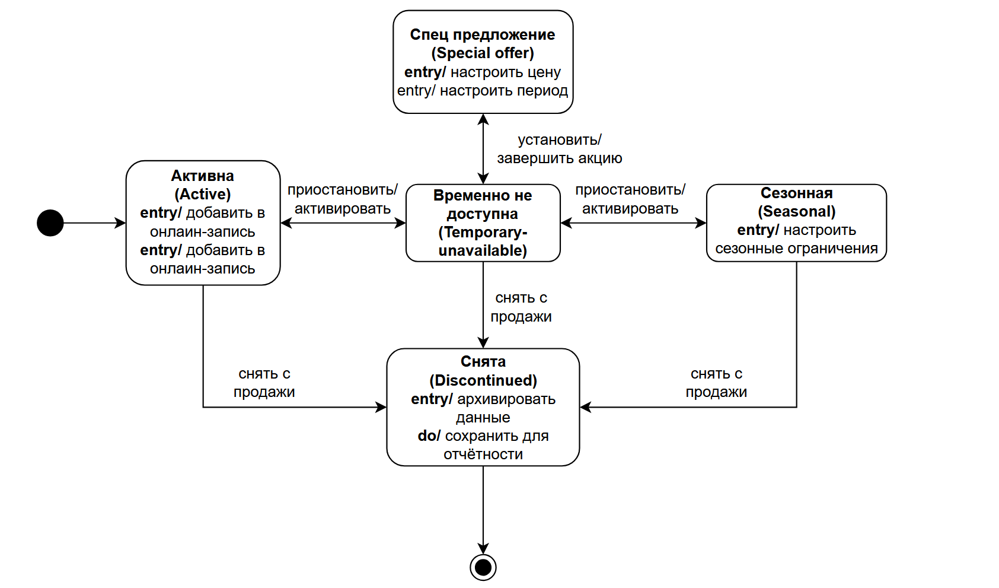 Спец предложение
(Special offer)
entry/ настроить цену
entry/ настроить период
установить/
завершить акцию
Активна
(Active)
entry/ добавить в
онлаин-запись
entry/ добавить в
онлаин-запись
приостановить/
активировать
Временно не
доступна
(Temporary-
unavailable)
приостановить/
активировать
Сезонная
(Seasonal)
entry/ настроить
сезонные ограничения
снять с
продажи
снять с
продажи
Снята
(Discontinued)
entry/ архивировать
данные
do/ сохранить для
отчётности
снять с
продажи